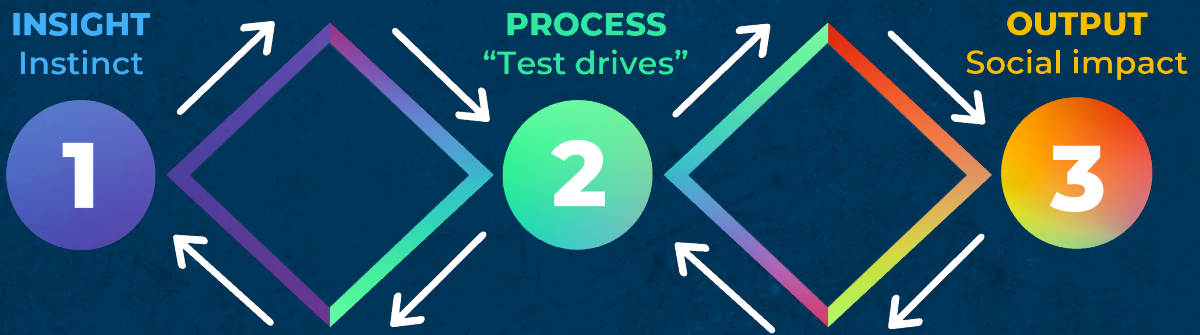 INSIGHT
Instinct
1
PROCESS
“Test drives”
2
OUTPUT
Social impact
3